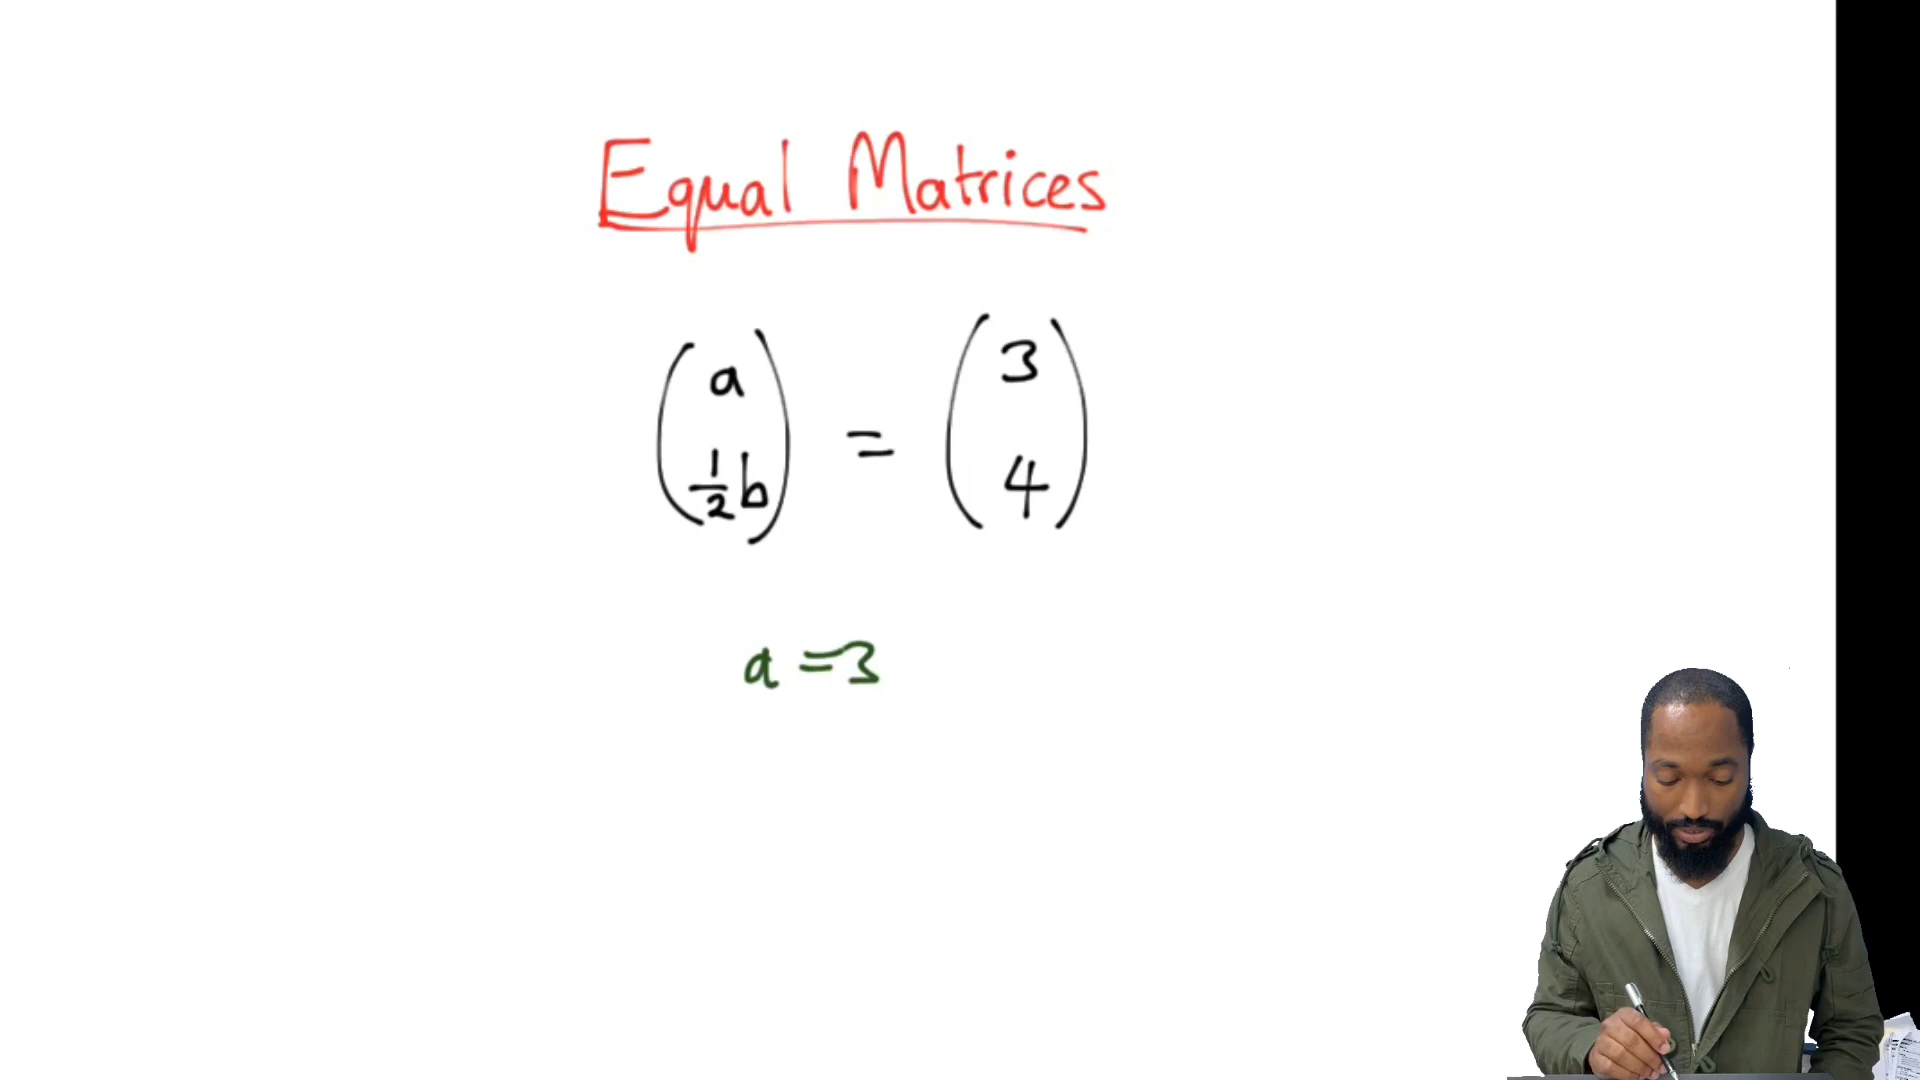 Equal Matrices
(a ½b) = (3 4)
a = 3